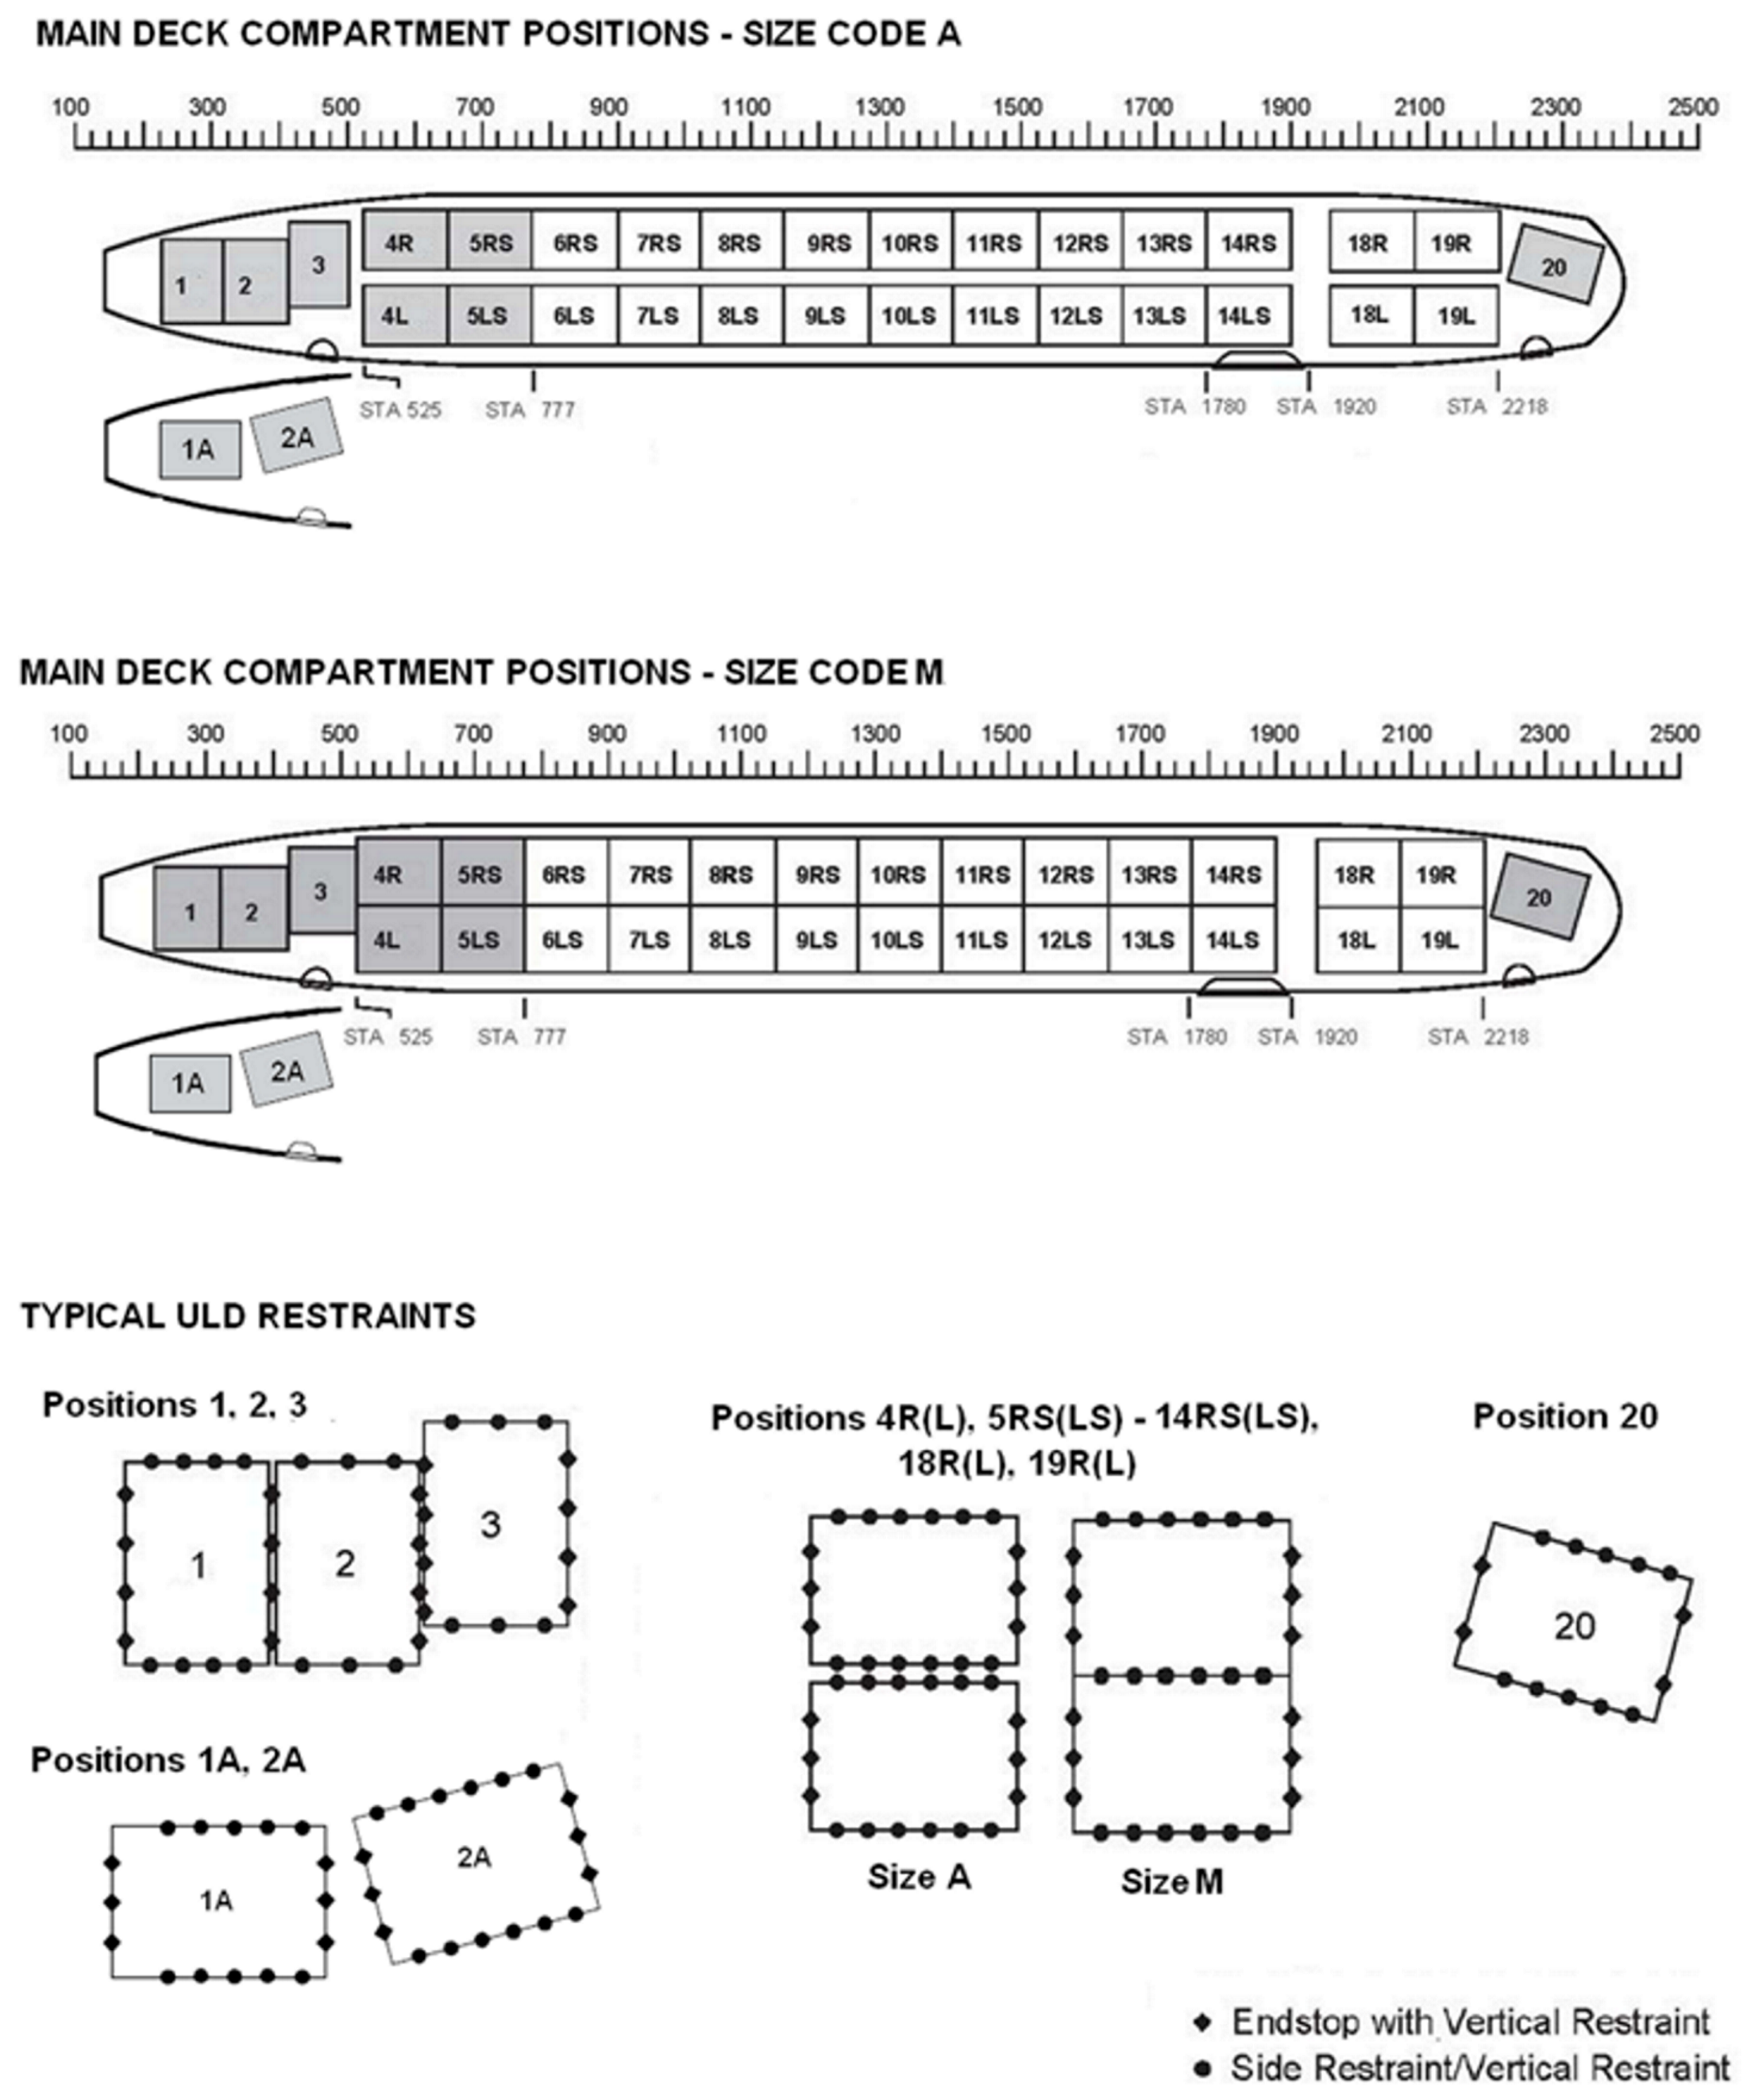 MAIN DECK COMPARTMENT POSITIONS - SIZE CODE A
100 300 500 700 900 1100 1300 1500 1700 1900 2100 2300 2500
1 2 3 4R 5RS 6RS 7RS 8RS 9RS 10RS 11RS 12RS 13RS 14RS 18R 19R 20
4L 5LS 6LS 7LS 8LS 9LS 10LS 11LS 12LS 13LS 14LS 18L 19L
STA 525 STA 777 STA 1780 STA 1920 STA 2218
1A 2A
MAIN DECK COMPARTMENT POSITIONS - SIZE CODE M
100 300 500 700 900 1100 1300 1500 1700 1900 2100 2300 2500
1 2 3 4R 5RS 6RS 7RS 8RS 9RS 10RS 11RS 12RS 13RS 14RS 18R 19R 20
4L 5LS 6LS 7LS 8LS 9LS 10LS 11LS 12LS 13LS 14LS 18L 19L
STA 525 STA 777 STA 1780 STA 1920 STA 2218
1A 2A
TYPICAL ULD RESTRAINTS
Positions 1, 2, 3
1 2 3
Positions 1A, 2A
1A 2A
Positions 4R(L), 5RS(LS) - 14RS(LS),
18R(L), 19R(L)
Size A Size M
Position 20
20
Endstop with Vertical Restraint
Side Restraint/Vertical Restraint